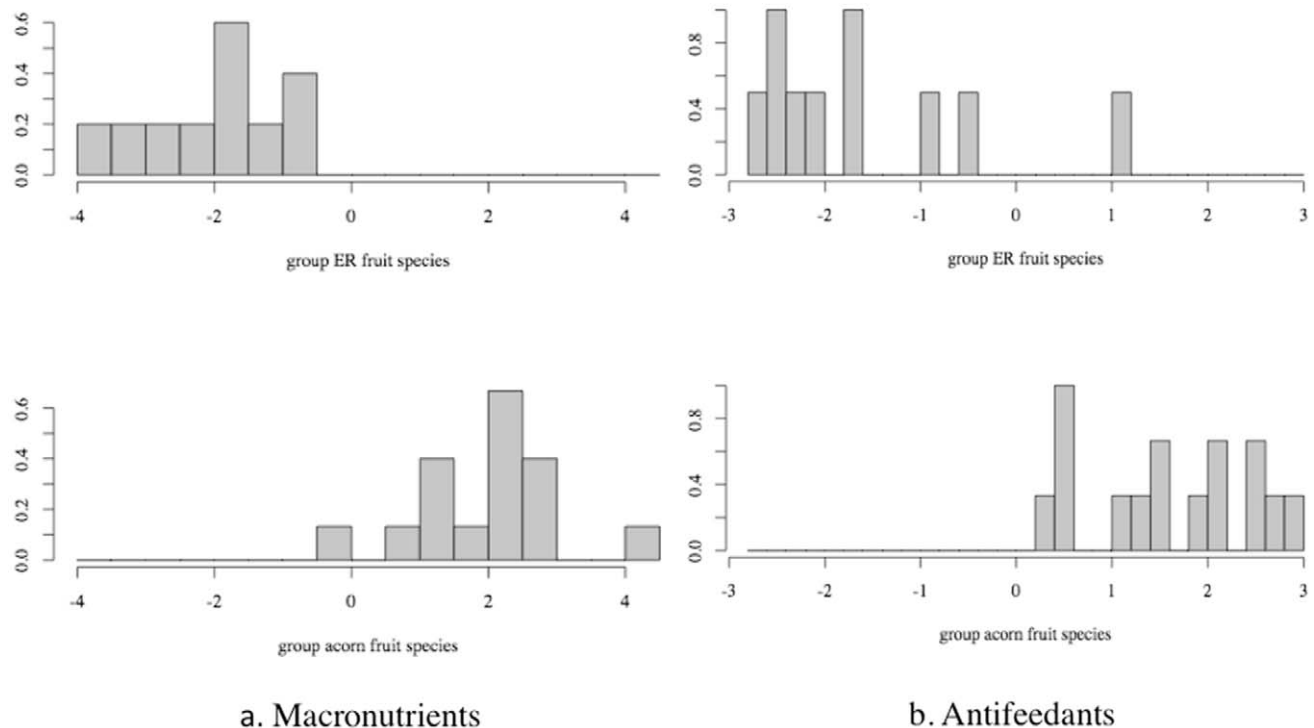 0.0 0.2 0.4 0.6
-4 -2 0 2 4
group ER fruit species
0.0 0.4 0.8
-3 -2 -1 0 1 2 3
group ER fruit species
0.0 0.2 0.4 0.6
-4 -2 0 2 4
group acorn fruit species
0.0 0.4 0.8
-3 -2 -1 0 1 2 3
group acorn fruit species
a. Macronutrients
b. Antifeedants